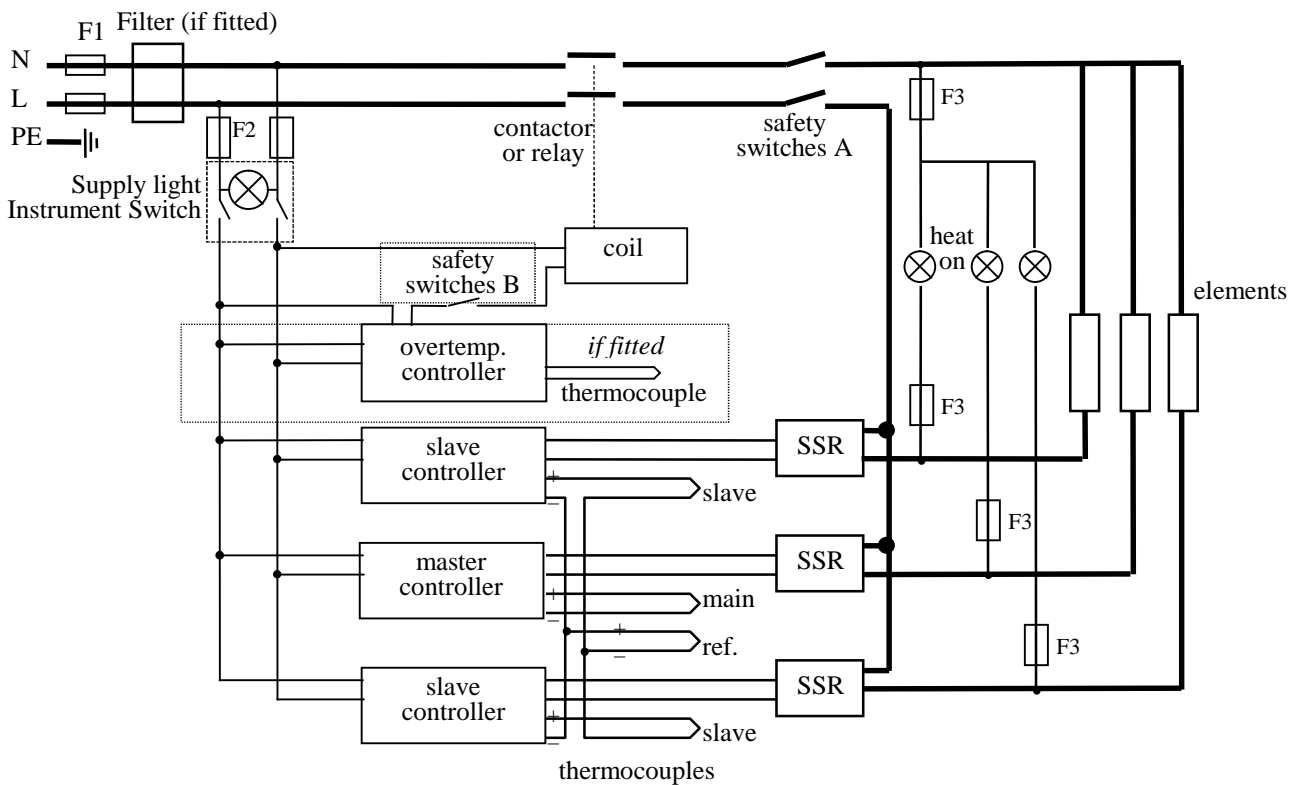 Filter (if fitted)
F1
N
L
PE
F2
F3
contactor
or relay
safety
switches A
Supply light
Instrument Switch
coil
safety
switches B
heat
on
elements
overtemp.
controller
if fitted
thermocouple
F3
slave
controller
SSR
+
–
slave
F3
master
controller
SSR
+
–
main
+
–
ref.
F3
slave
controller
SSR
+
–
slave
thermocouples